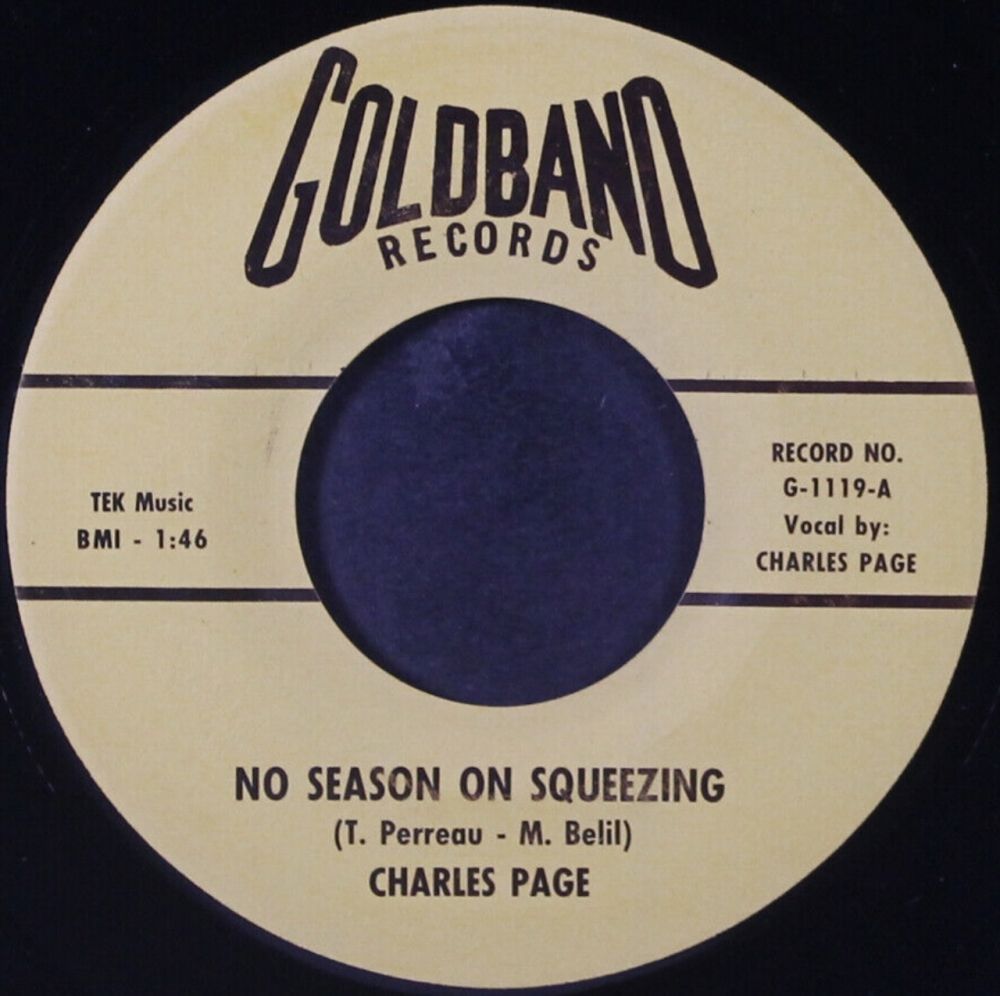 GOLDBAND
RECORDS
TEK Music
BMI - 1:46
RECORD NO.
G-1119-A
Vocal by:
CHARLES PAGE
NO SEASON ON SQUEEZING
(T. Perreau - M. Belil)
CHARLES PAGE